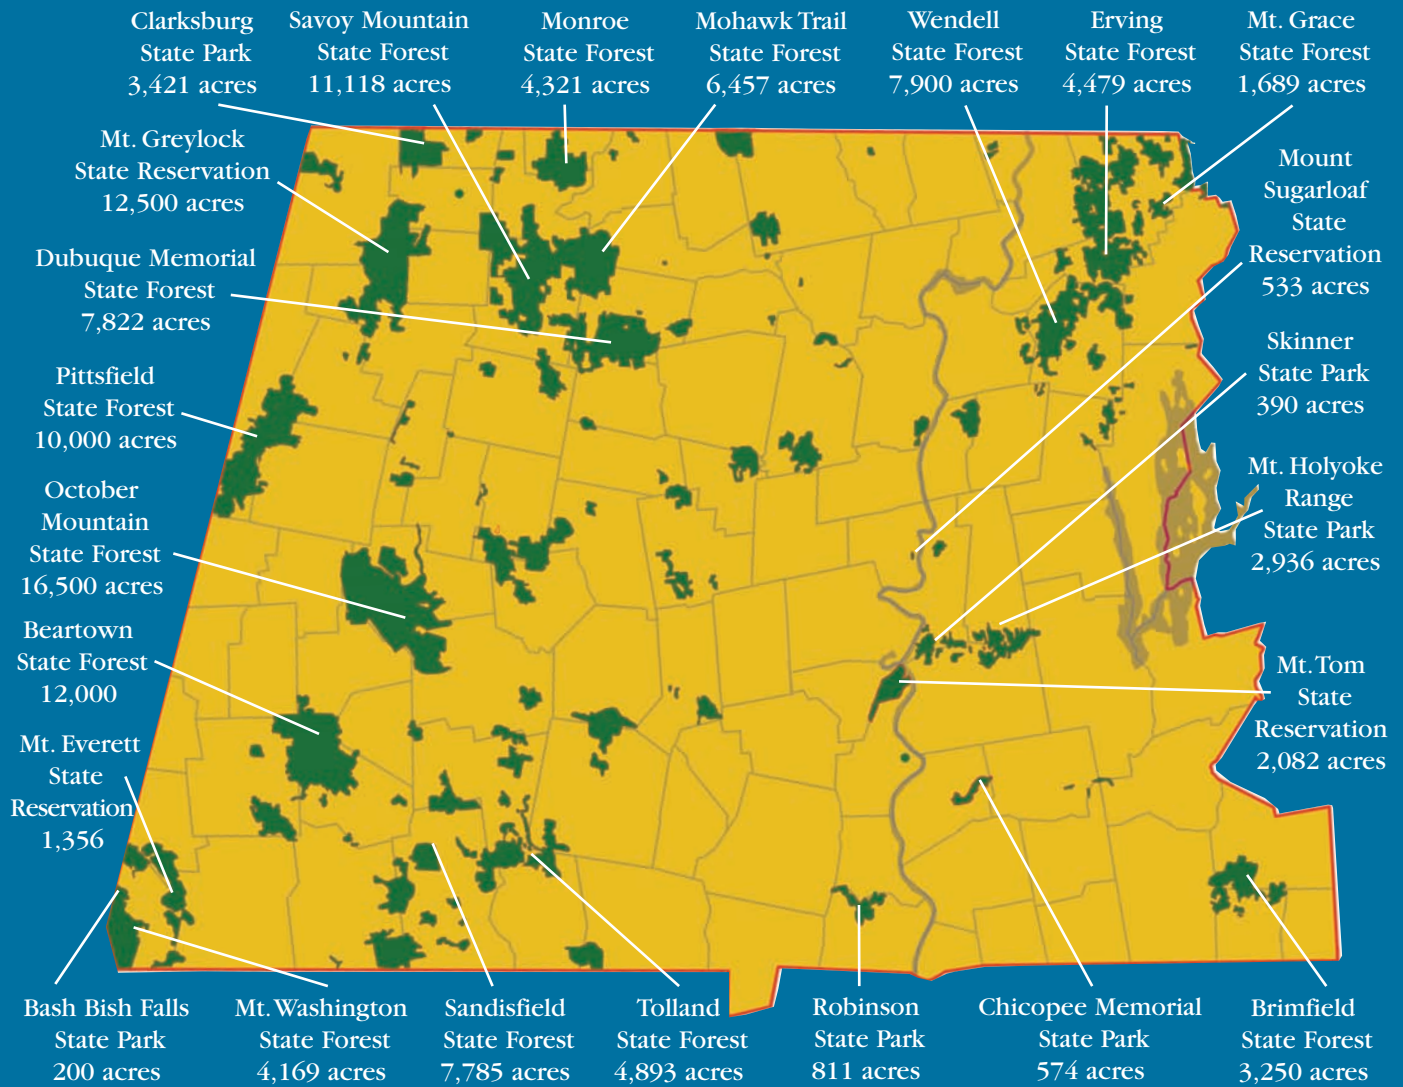 Clarksburg
State Park
3,421 acres
Savoy Mountain
State Forest
11,118 acres
Monroe
State Forest
4,321 acres
Mohawk Trail
State Forest
6,457 acres
Wendell
State Forest
7,900 acres
Erving
State Forest
4,479 acres
Mt. Grace
State Forest
1,689 acres
Mt. Greylock
State Reservation
12,500 acres
Dubuque Memorial
State Forest
7,822 acres
Pittsfield
State Forest
10,000 acres
October
Mountain
State Forest
16,500 acres
Beartown
State Forest
12,000
Mt. Everett
State
Reservation
1,356
Mount
Sugarloaf
State
Reservation
533 acres
Skinner
State Park
390 acres
Mt. Holyoke
Range
State Park
2,936 acres
Mt. Tom
State
Reservation
2,082 acres
Bash Bish Falls
State Park
200 acres
Mt. Washington
State Forest
4,169 acres
Sandisfield
State Forest
7,785 acres
Tolland
State Forest
4,893 acres
Robinson
State Park
811 acres
Chicopee Memorial
State Park
574 acres
Brimfield
State Forest
3,250 acres